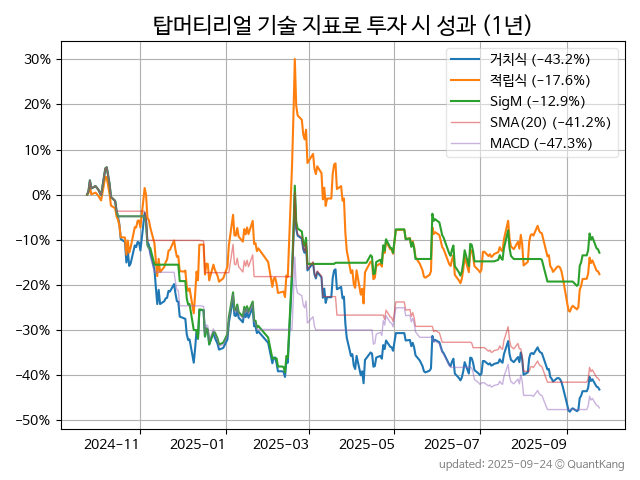 탑머티리얼 기술 지표로 투자 시 성과 (1년)
30%
20%
10%
0%
−10%
−20%
−30%
−40%
−50%
거치식 (−43.2%)
적립식 (−17.6%)
SigM (−12.9%)
SMA(20) (−41.2%)
MACD (−47.3%)
2024−11
2025−01
2025−03
2025−05
2025−07
2025−09
updated: 2025−09−24 © QuantKang